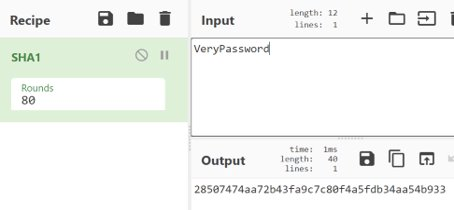 Recipe
SHA1
Rounds
80
Input
length: 12
lines: 1
VeryPassword
Output
time: 1ms
length: 40
lines: 1
28507474aa72b43fa9c7c80f4a5fdb34aa54b933